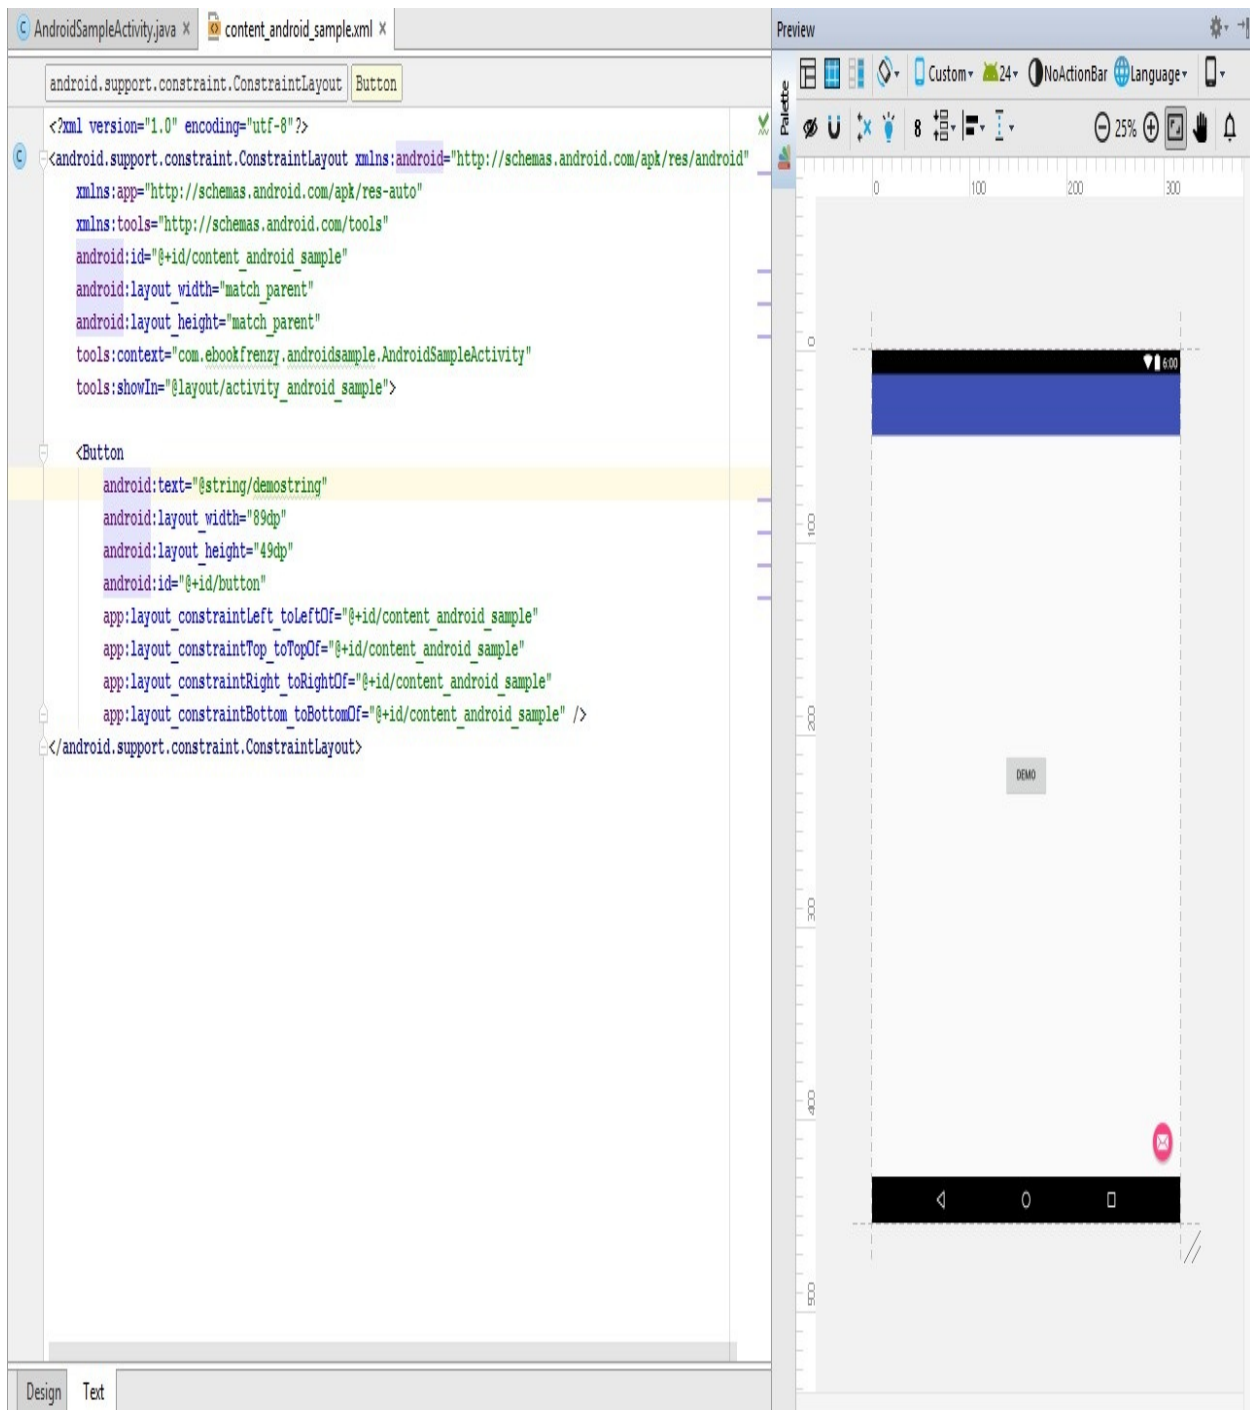 AndroidSampleActivity.java × content_android_sample.xml ×
android.support.constraint.ConstraintLayout Button
<?xml version="1.0" encoding="utf-8"?>
<android.support.constraint.ConstraintLayout xmlns:android="http://schemas.android.com/apk/res/android"
xmlns:app="http://schemas.android.com/apk/res-auto"
xmlns:tools="http://schemas.android.com/tools"
android:id="@+id/content_android_sample"
android:layout_width="match_parent"
android:layout_height="match_parent"
tools:context="com.ebookfrenzy.androidsample.AndroidSampleActivity"
tools:showIn="@layout/activity_android_sample">
<Button
android:text="@string/demostring"
android:layout_width="89dp"
android:layout_height="49dp"
android:id="@+id/button"
app:layout_constraintLeft_toLeftOf="@+id/content_android_sample"
app:layout_constraintTop_toTopOf="@+id/content_android_sample"
app:layout_constraintRight_toRightOf="@+id/content_android_sample"
app:layout_constraintBottom_toBottomOf="@+id/content_android_sample" />
</android.support.constraint.ConstraintLayout>
Design Text
Preview
Palette
Custom 24 NoActionBar Language
8 25%
0 100 200 300
0
100
200
300
400
500
6:00
DEMO